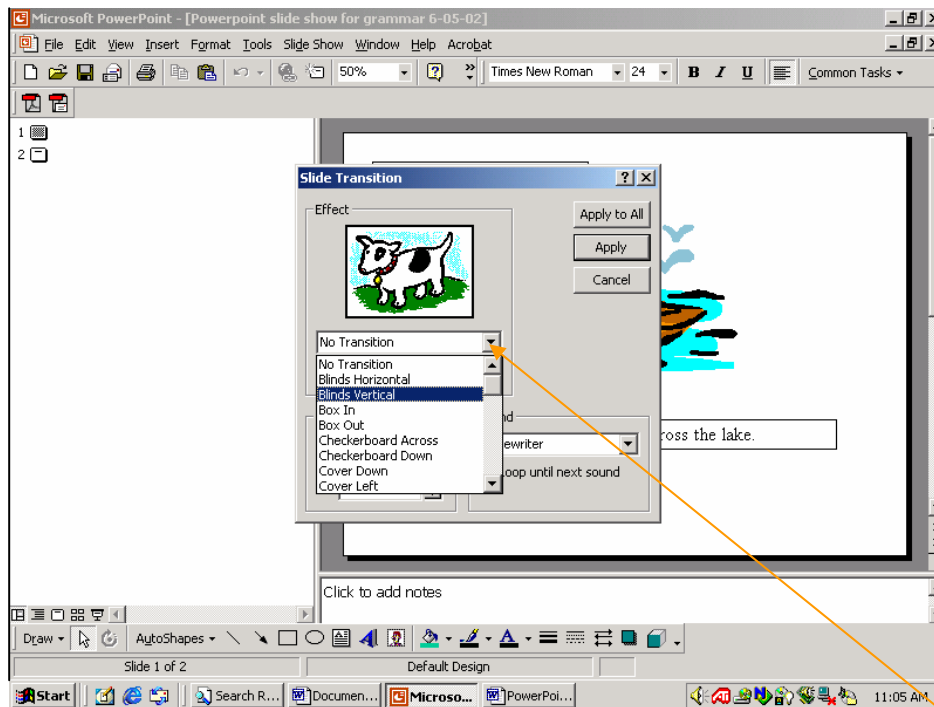 Microsoft PowerPoint - [Powerpoint slide show for grammar 6-05-02]
File Edit View Insert Format Tools Slide Show Window Help Acrobat
50% Times New Roman 24 B I U Common Tasks
1
2
Slide Transition
Effect
Apply to All
Apply
Cancel
No Transition
No Transition
Blinds Horizontal
Blinds Vertical
Box In
Box Out
Checkerboard Across
Checkerboard Down
Cover Down
Cover Left
ewriter
oop until next sound
ross the lake.
Click to add notes
Draw AutoShapes
Slide 1 of 2 Default Design
Start Search R... Documen... Microso... PowerPoi... 11:05 AM